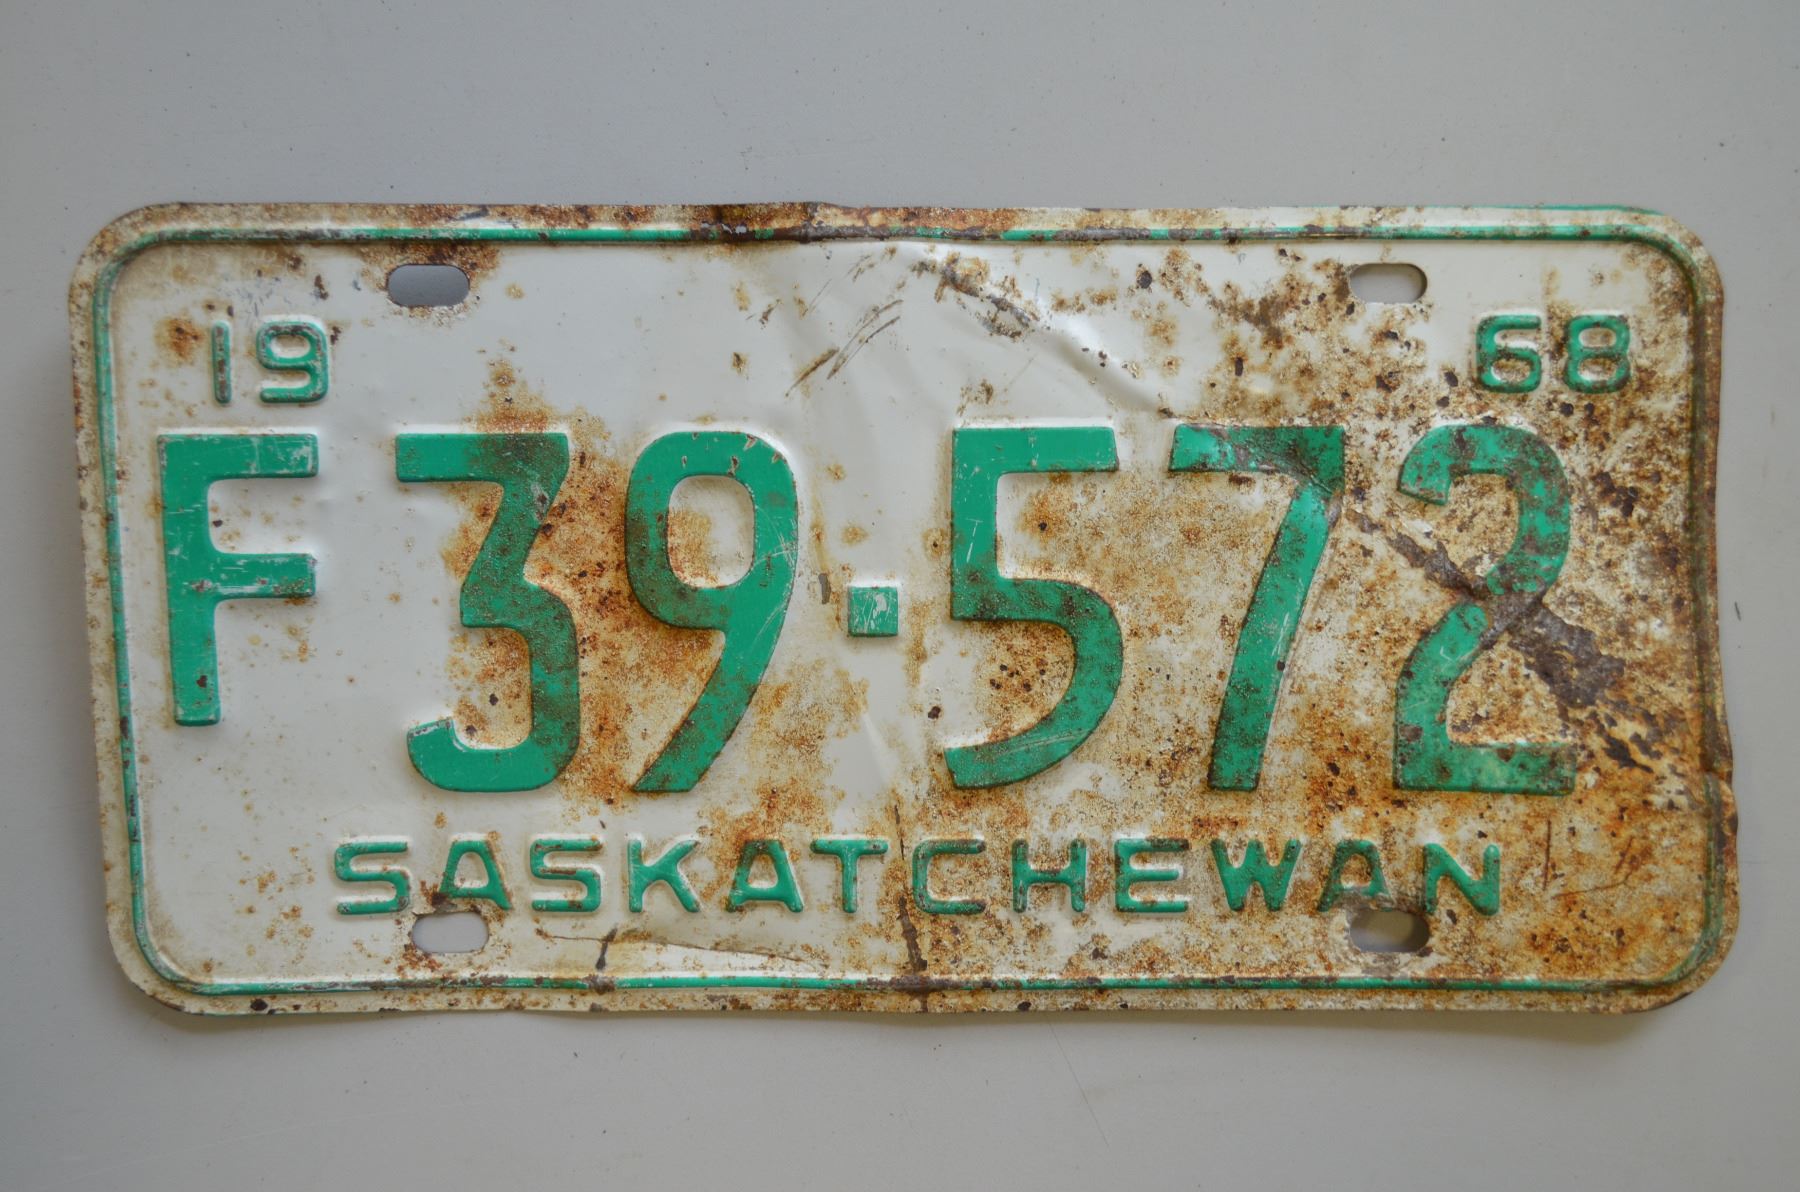 19 68
F 39·572
SASKATCHEWAN